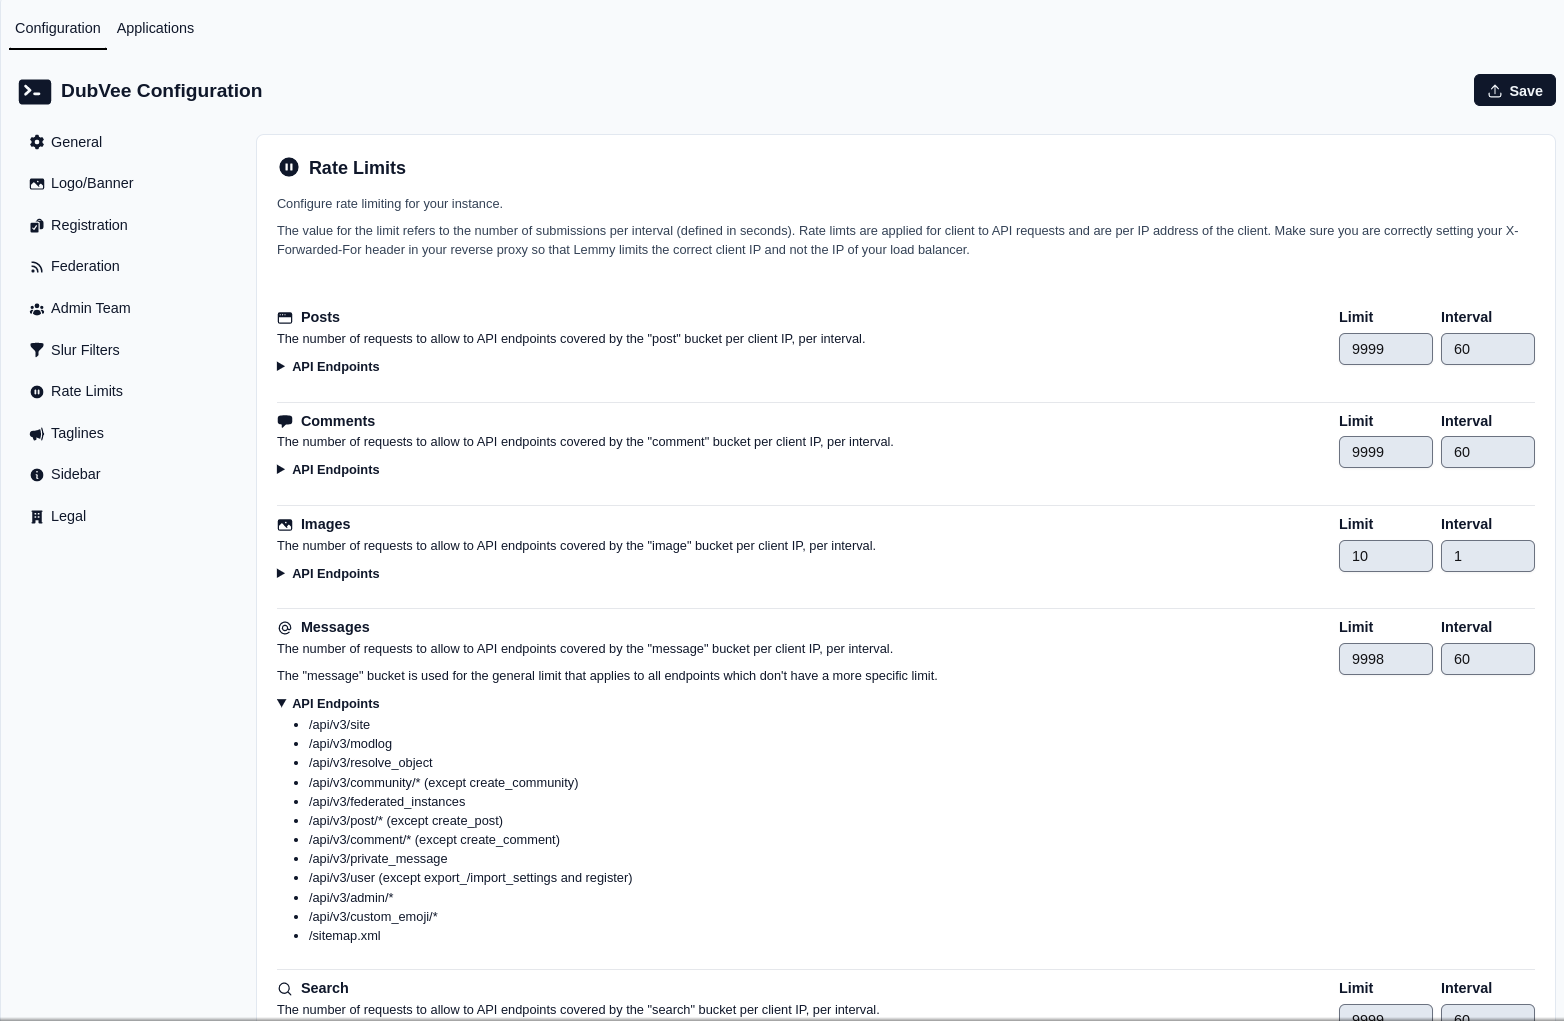 Configuration Applications
DubVee Configuration
Save
General
Logo/Banner
Registration
Federation
Admin Team
Slur Filters
Rate Limits
Taglines
Sidebar
Legal
Rate Limits
Configure rate limiting for your instance.
The value for the limit refers to the number of submissions per interval (defined in seconds). Rate limts are applied for client to API requests and are per IP address of the client. Make sure you are correctly setting your X-
Forwarded-For header in your reverse proxy so that Lemmy limits the correct client IP and not the IP of your load balancer.
Posts
The number of requests to allow to API endpoints covered by the "post" bucket per client IP, per interval.
API Endpoints
Limit Interval
9999 60
Comments
The number of requests to allow to API endpoints covered by the "comment" bucket per client IP, per interval.
API Endpoints
Limit Interval
9999 60
Images
The number of requests to allow to API endpoints covered by the "image" bucket per client IP, per interval.
API Endpoints
Limit Interval
10 1
Messages
The number of requests to allow to API endpoints covered by the "message" bucket per client IP, per interval.
The "message" bucket is used for the general limit that applies to all endpoints which don't have a more specific limit.
Limit Interval
9998 60
API Endpoints
/api/v3/site
/api/v3/modlog
/api/v3/resolve_object
/api/v3/community/* (except create_community)
/api/v3/federated_instances
/api/v3/post/* (except create_post)
/api/v3/comment/* (except create_comment)
/api/v3/private_message
/api/v3/user (except export_/import_settings and register)
/api/v3/admin/*
/api/v3/custom_emoji/*
/sitemap.xml
Search
The number of requests to allow to API endpoints covered by the "search" bucket per client IP, per interval.
Limit Interval
9999 60